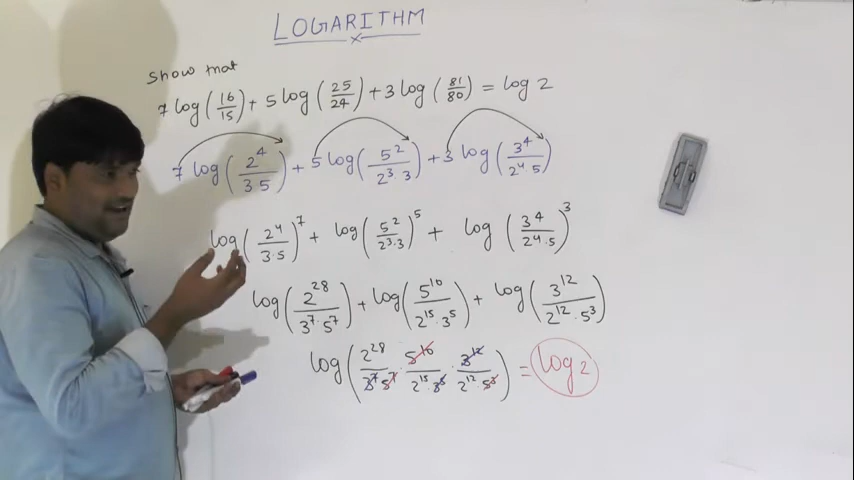 LOGARITHM
Show that
7 log(16/15) + 5 log(25/24) + 3 log(81/80) = log 2
7 log(2^4/3·5) + 5 log(5^2/2^3·3) + 3 log(3^4/2^4·5)
log(2^4/3·5)^7 + log(5^2/2^3·3)^5 + log(3^4/2^4·5)^3
log(2^28/3^7·5^7) + log(5^10/2^15·3^5) + log(3^12/2^12·5^3)
log(2^28/3^7·5^7 · 5^10/2^15·3^5 · 3^12/2^12·5^3) = log 2